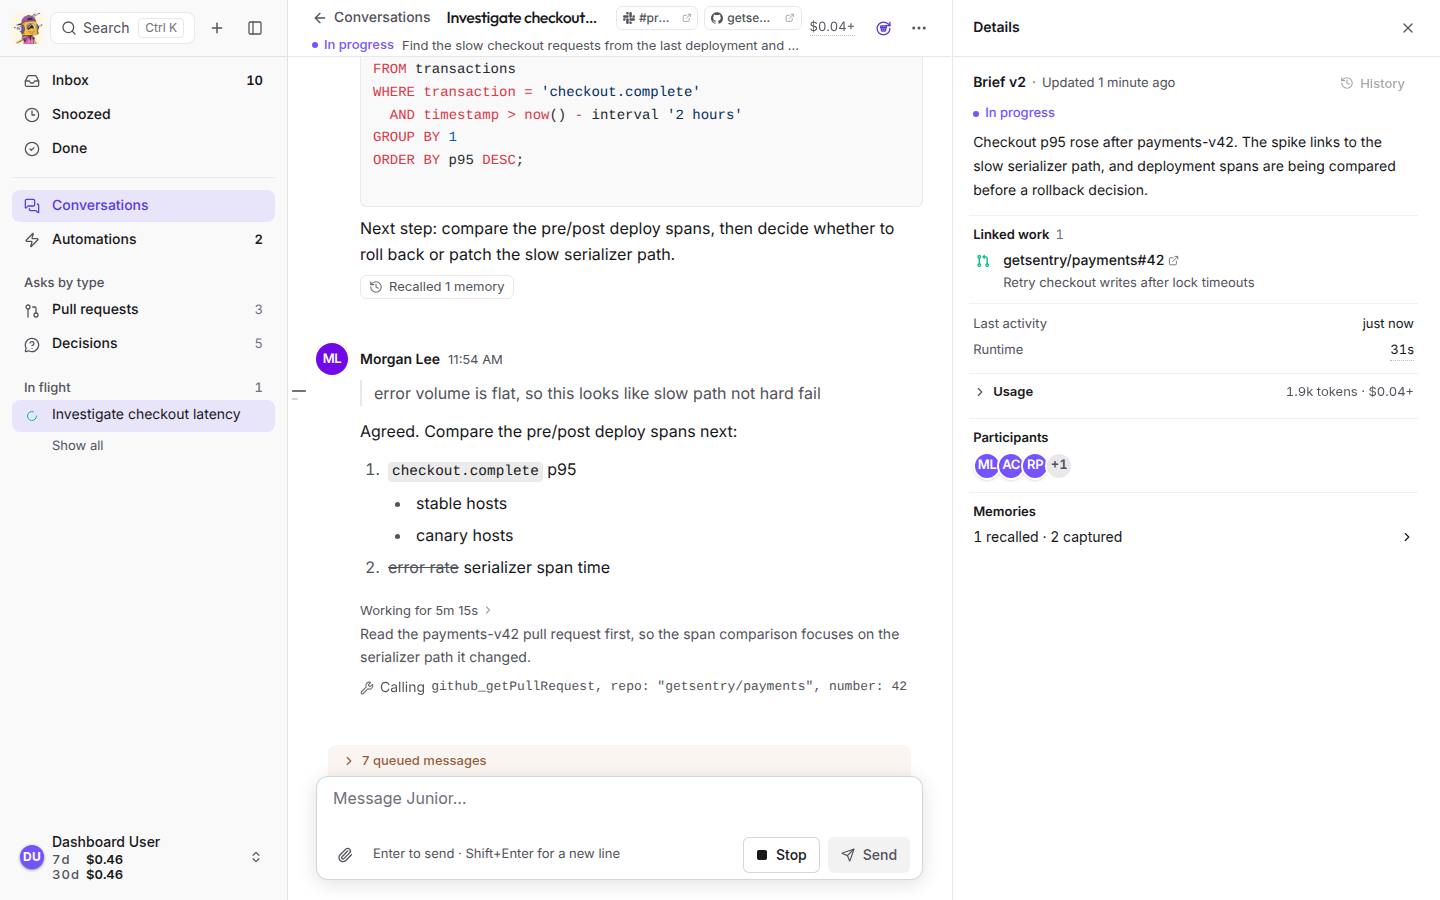 Search
Ctrl K
Inbox
10
Snoozed
Done
Conversations
Automations
2
Asks by type
Pull requests
3
Decisions
5
In flight
1
Investigate checkout latency
Show all
DU
Dashboard User
7d $0.46
30d $0.46
Conversations
Investigate checkout...
#pr...
getse...
$0.04+
In progress
Find the slow checkout requests from the last deployment and ...
FROM transactions
WHERE transaction = 'checkout.complete'
AND timestamp > now() - interval '2 hours'
GROUP BY 1
ORDER BY p95 DESC;
Next step: compare the pre/post deploy spans, then decide whether to
roll back or patch the slow serializer path.
Recalled 1 memory
ML
Morgan Lee 11:54 AM
error volume is flat, so this looks like slow path not hard fail
Agreed. Compare the pre/post deploy spans next:
1. checkout.complete p95
• stable hosts
• canary hosts
2. error rate serializer span time
Working for 5m 15s
Read the payments-v42 pull request first, so the span comparison focuses on the
serializer path it changed.
Calling github_getPullRequest, repo: "getsentry/payments", number: 42
7 queued messages
Message Junior...
Enter to send · Shift+Enter for a new line
Stop
Send
Details
Brief v2 · Updated 1 minute ago
History
In progress
Checkout p95 rose after payments-v42. The spike links to the
slow serializer path, and deployment spans are being compared
before a rollback decision.
Linked work 1
getsentry/payments#42
Retry checkout writes after lock timeouts
Last activity
just now
Runtime
31s
Usage
1.9k tokens · $0.04+
Participants
ML AC RP +1
Memories
1 recalled · 2 captured